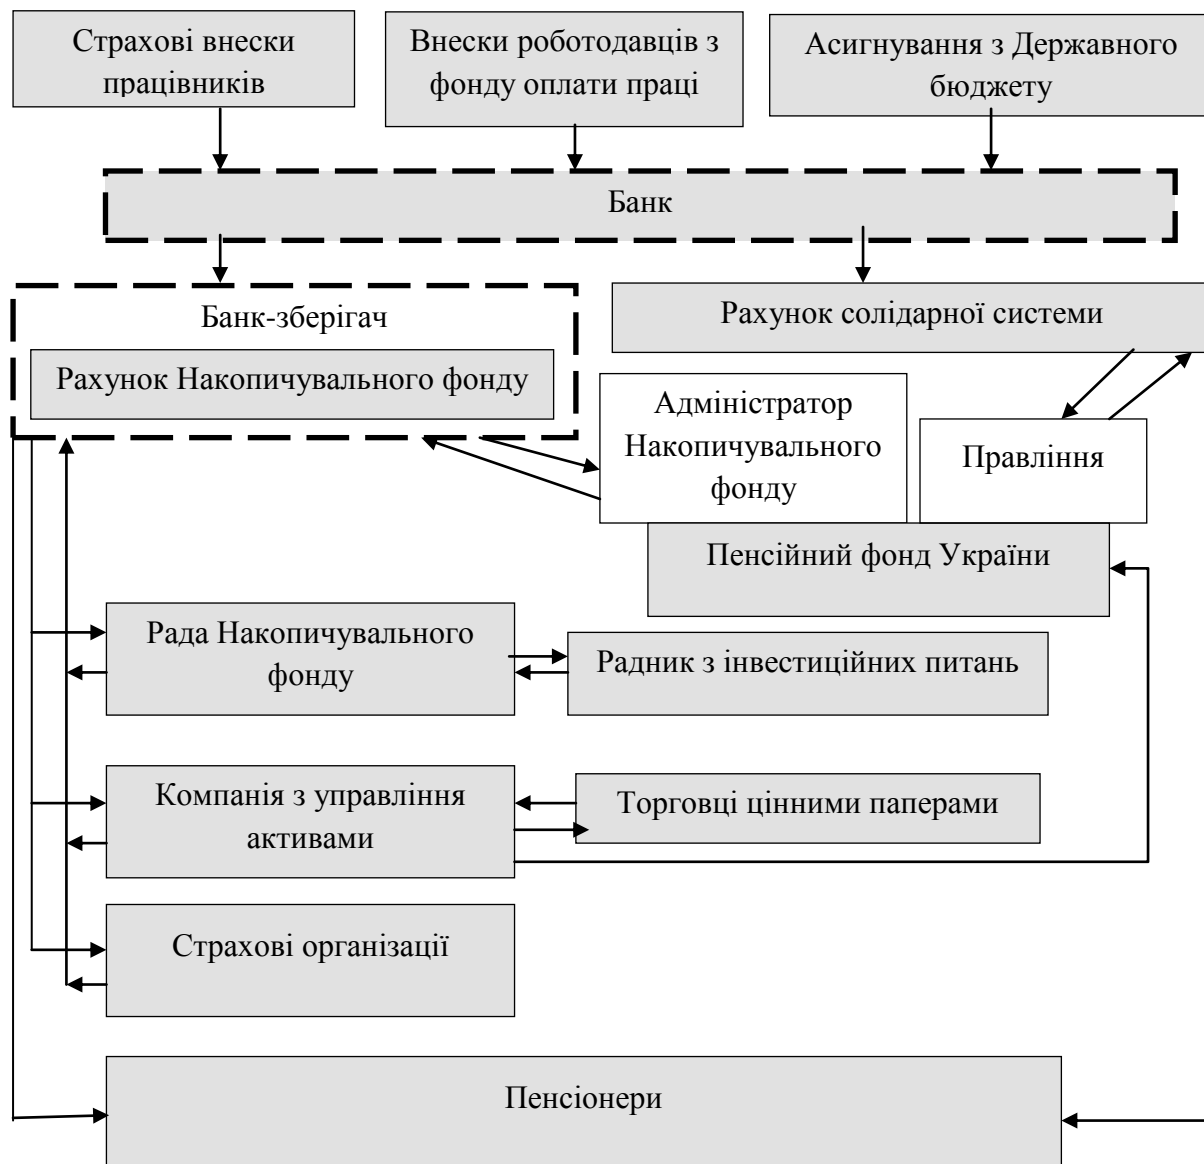 Страхові внески
працівників
Внески роботодавців з
фонду оплати праці
Асигнування з Державного
бюджету
Банк
Банк-зберігач
Рахунок Накопичувального фонду
Рахунок солідарної системи
Адміністратор
Накопичувального
фонду
Правління
Пенсійний фонд України
Рада Накопичувального
фонду
Радник з інвестиційних питань
Компанія з управління
активами
Торговці цінними паперами
Страхові організації
Пенсіонери